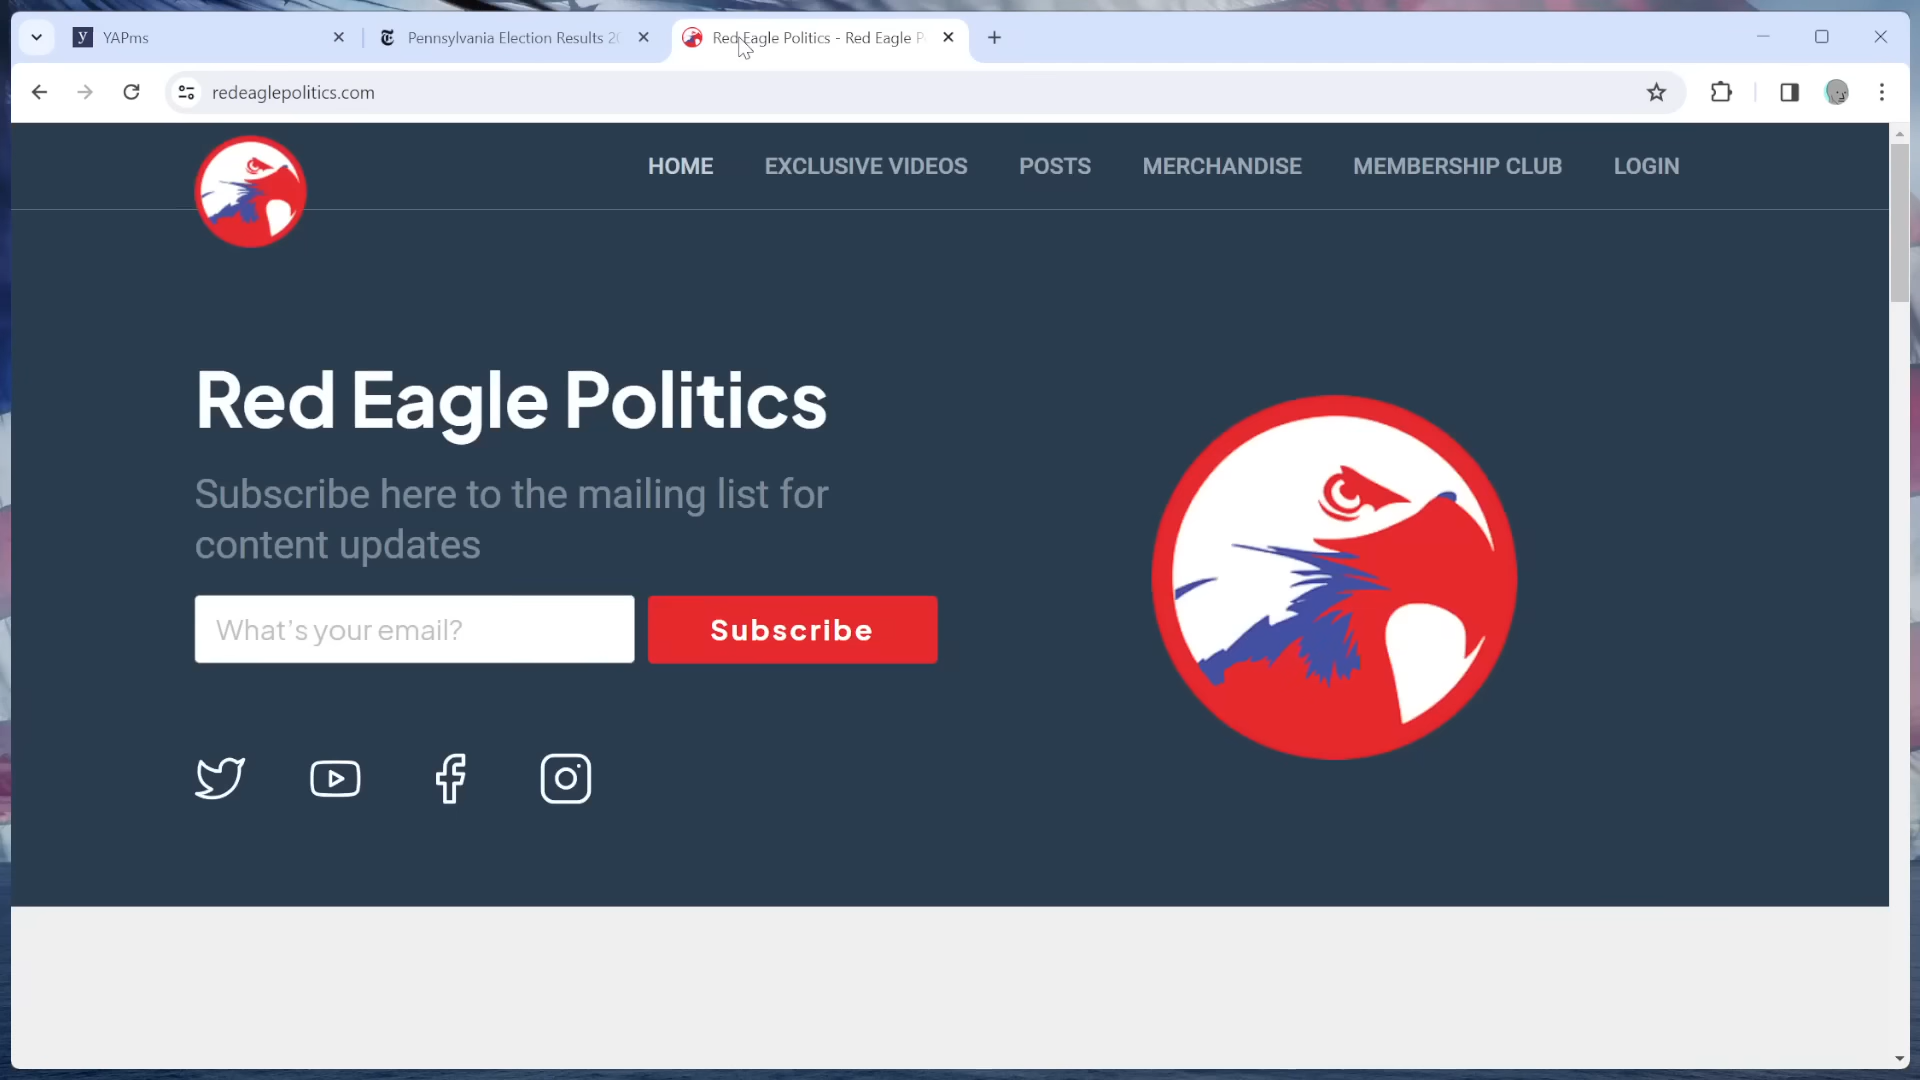 YAPms
Pennsylvania Election Results 20
Red Eagle Politics - Red Eagle P
redeaglepolitics.com
HOME
EXCLUSIVE VIDEOS
POSTS
MERCHANDISE
MEMBERSHIP CLUB
LOGIN
Red Eagle Politics
Subscribe here to the mailing list for
content updates
What's your email?
Subscribe